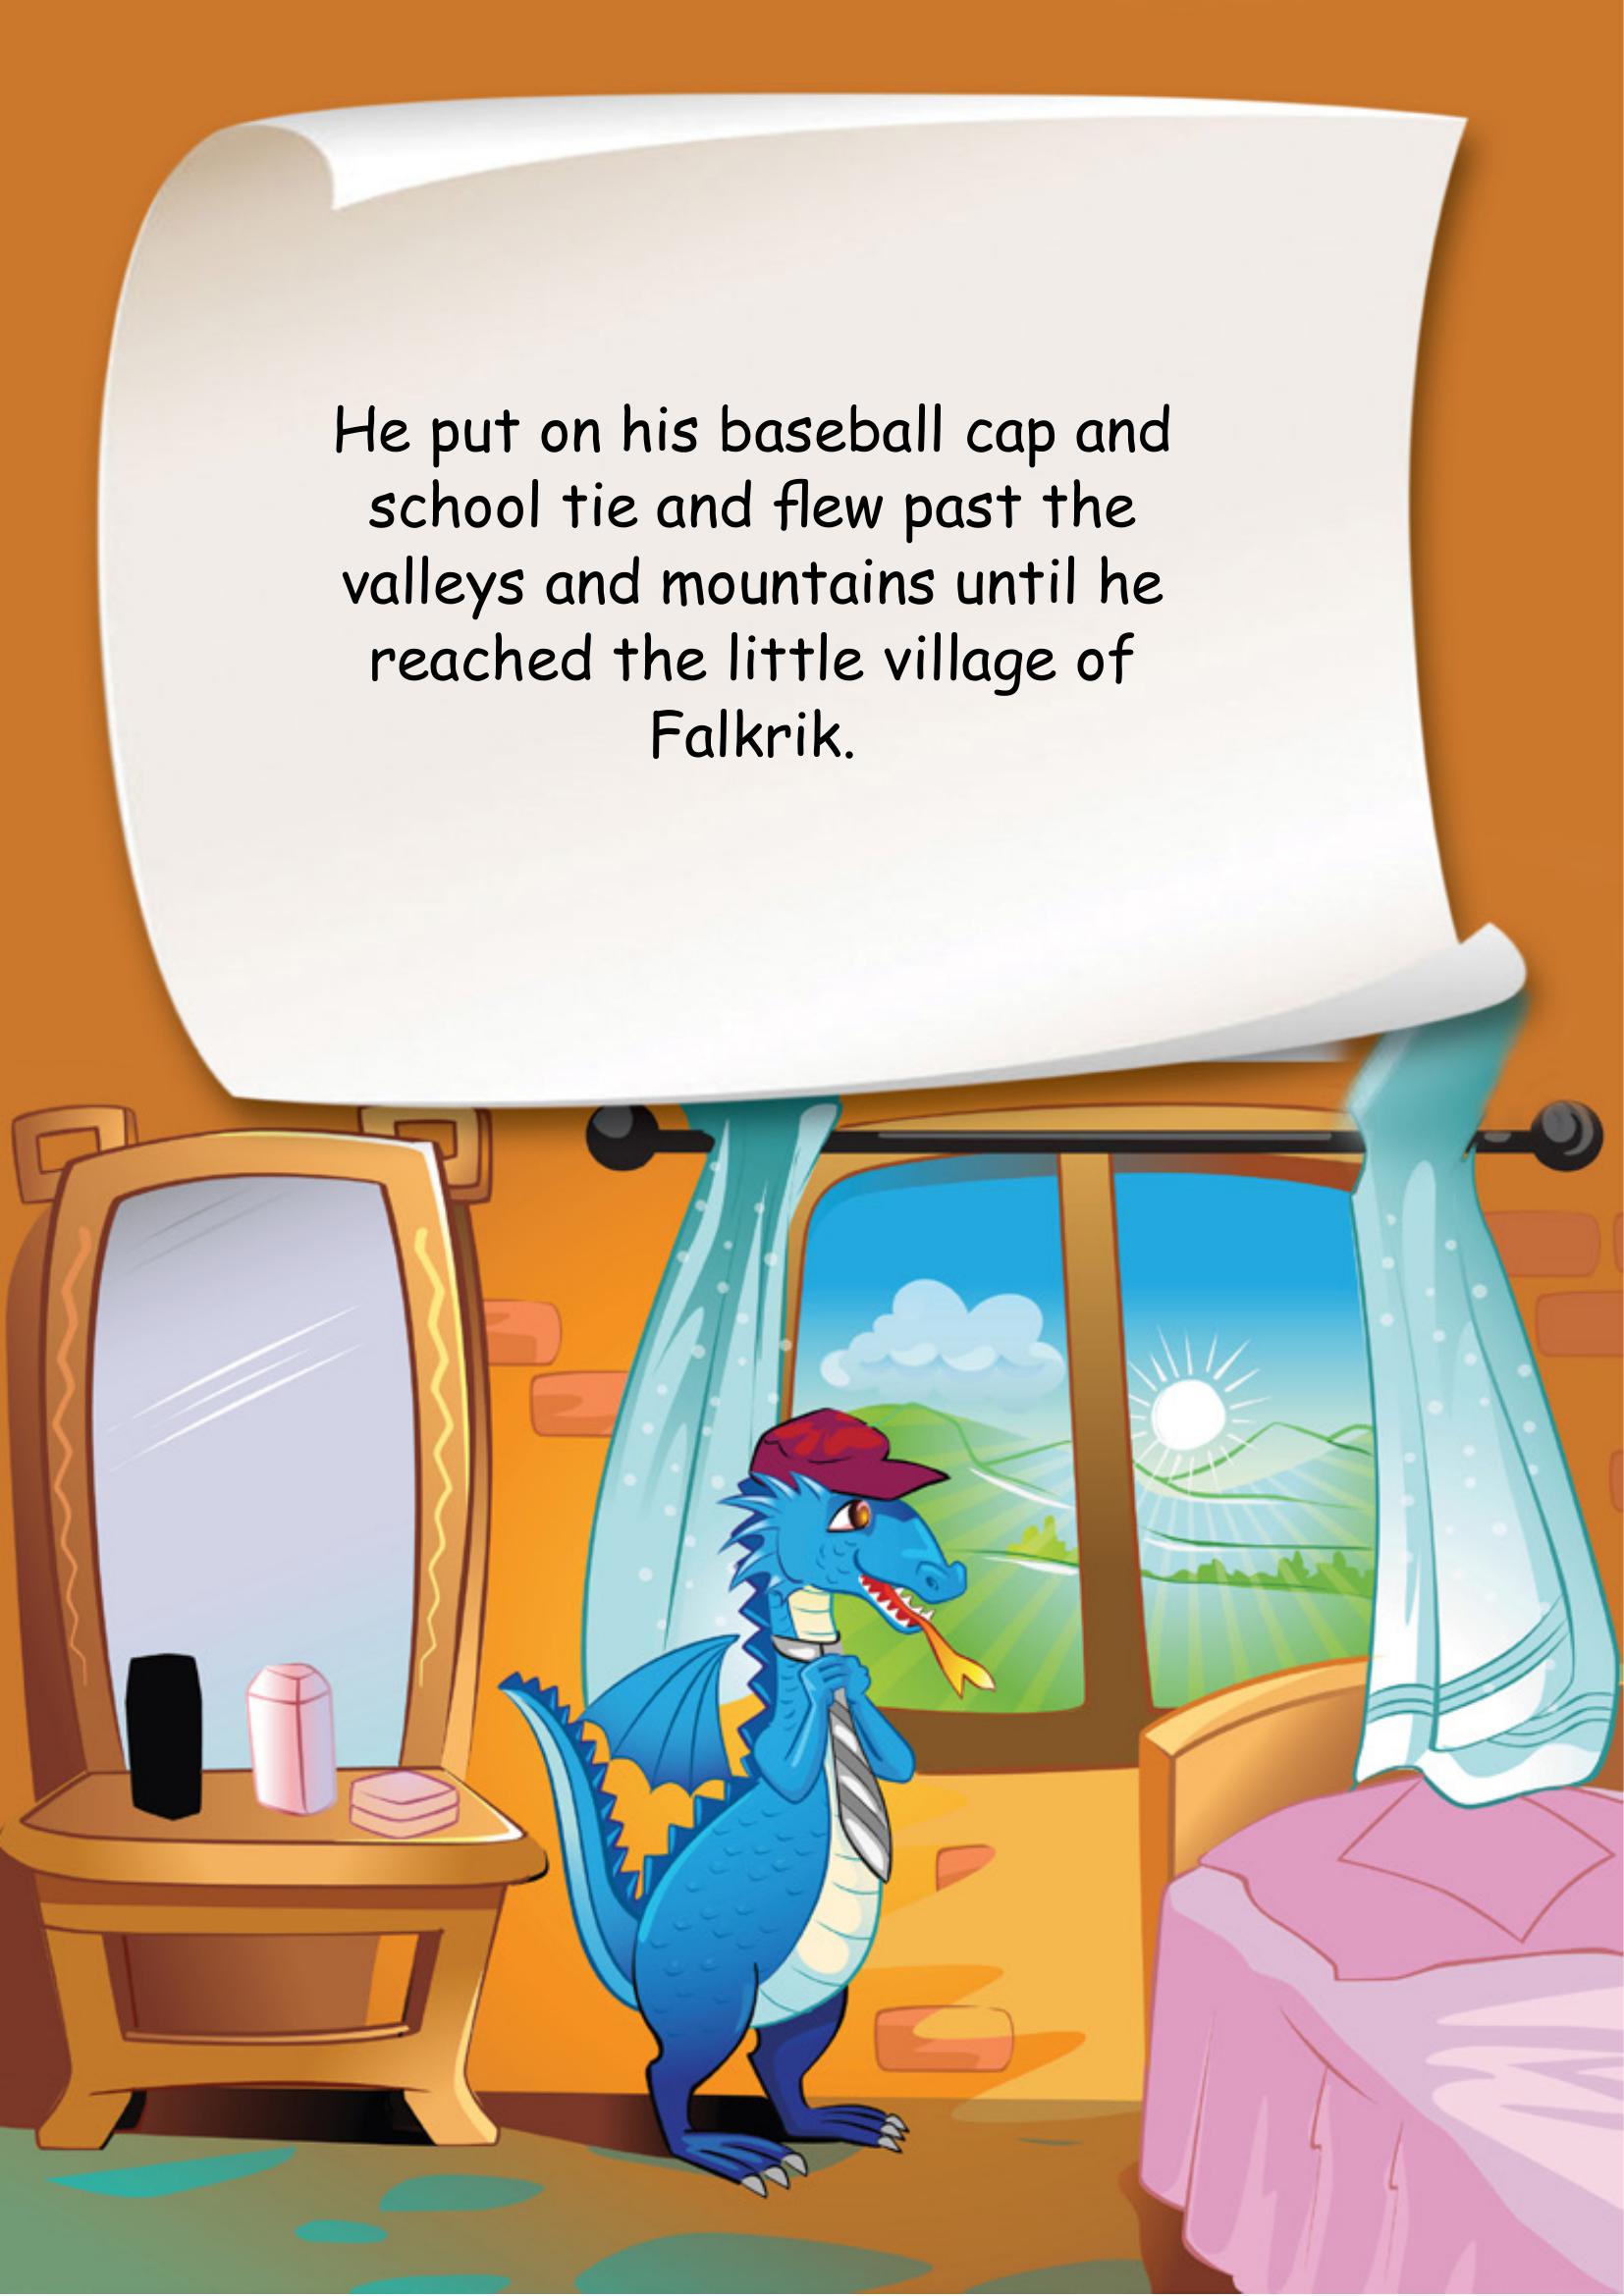 He put on his baseball cap and
school tie and flew past the
valleys and mountains until he
reached the little village of
Falkrik.